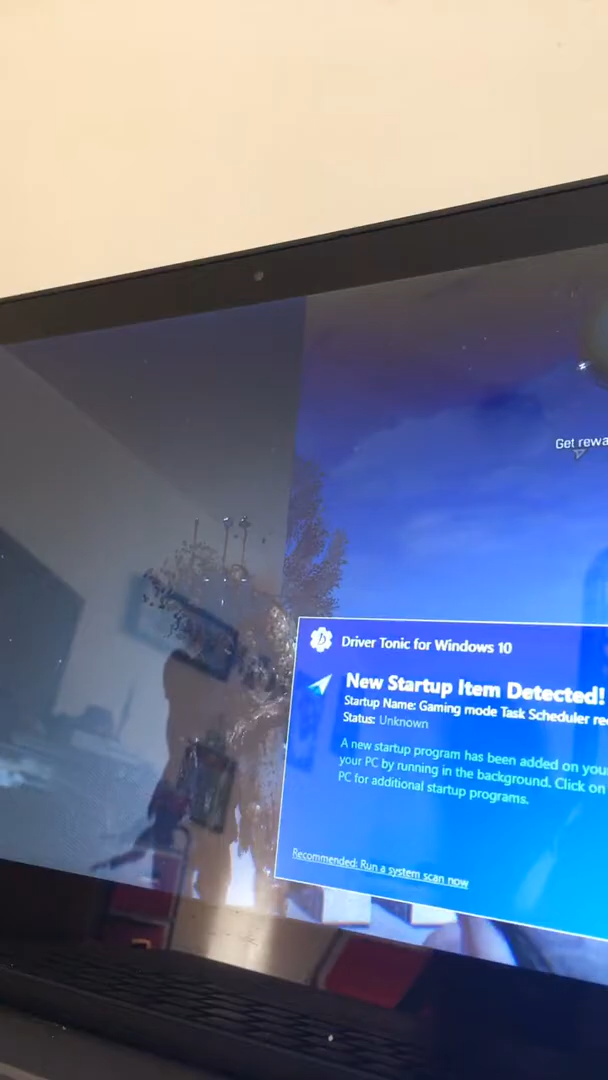 Get rewa
Driver Tonic for Windows 10
New Startup Item Detected!
Startup Name: Gaming mode Task Scheduler re
Status: Unknown
A new startup program has been added on your
your PC by running in the background. Click on
PC for additional startup programs.
Recommended: Run a system scan now